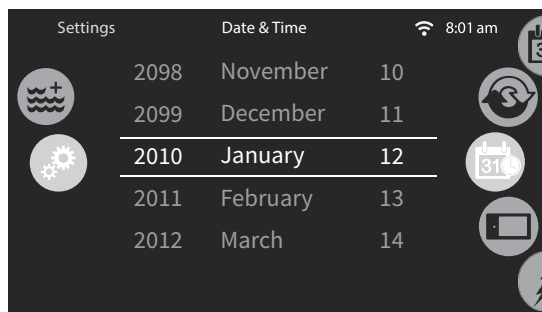 Settings Date & Time 8:01 am
2098 November 10
2099 December 11
2010 January 12
31
2011 February 13
2012 March 14